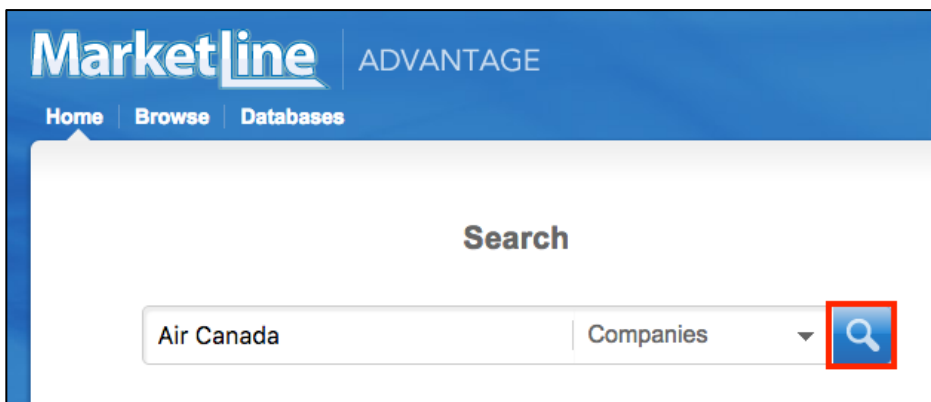 Marketline ADVANTAGE
Home Browse Databases
Search
Air Canada Companies